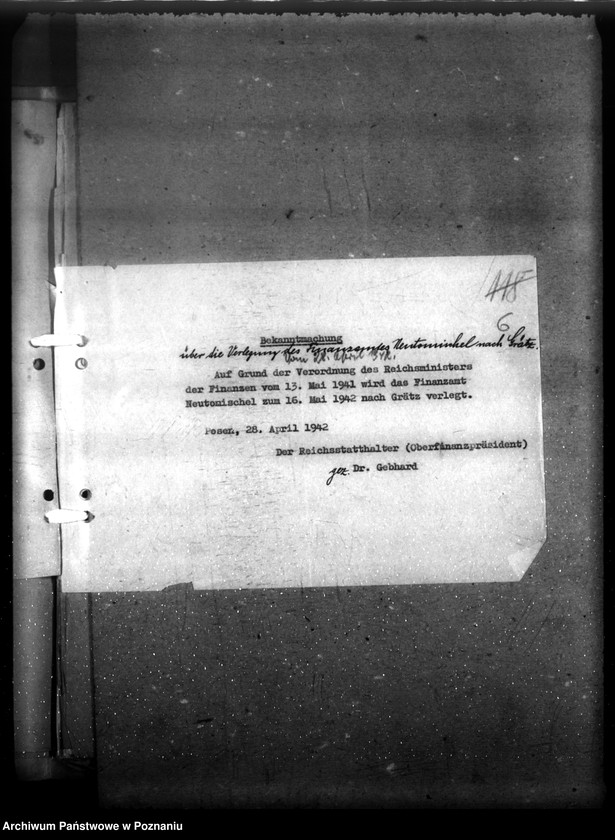 118
6
Bekanntmachung
über die Verlegung des Finanzamtes Neutomischel nach Grätz.
Vom 28. April 1942.
Auf Grund der Verordnung des Reichsministers
der Finanzen vom 13. Mai 1941 wird das Finanzamt
Neutomischel zum 16. Mai 1942 nach Grätz verlegt.
Posen, 28. April 1942
Der Reichsstatthalter (Oberfinanzpräsident)
gez. Dr. Gebhard
Archiwum Państwowe w Poznaniu